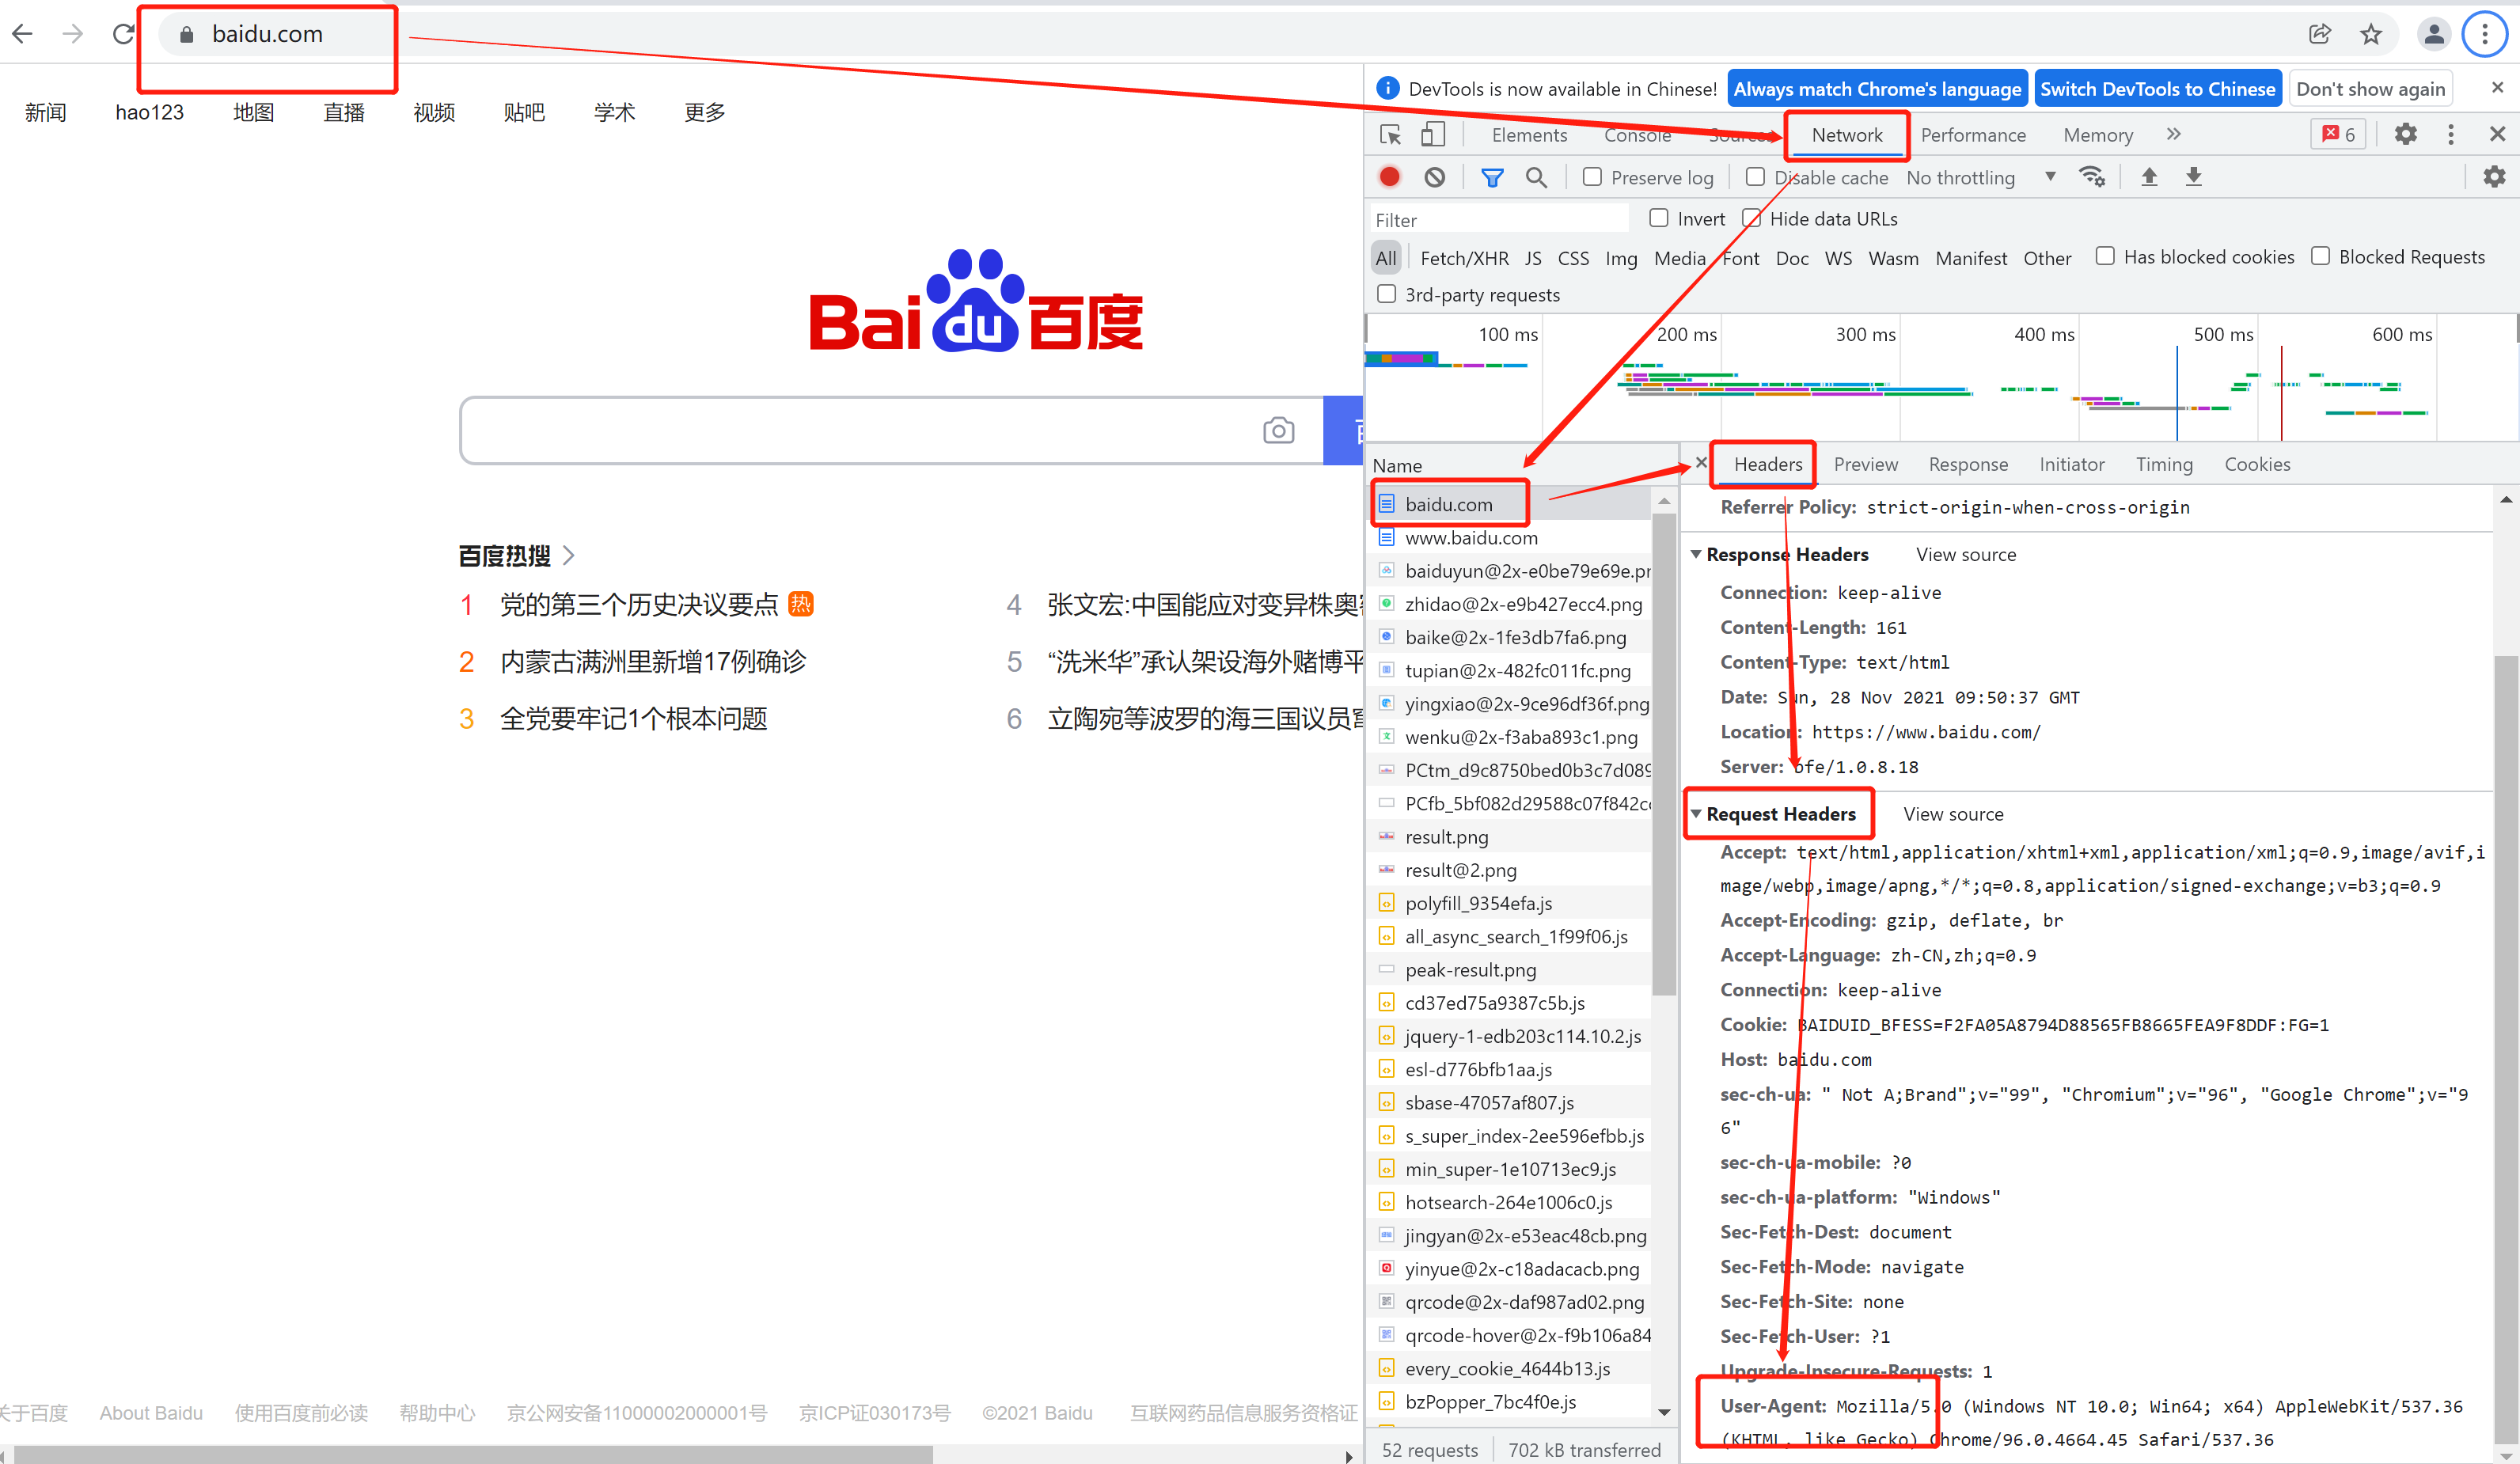 baidu.com
新闻 hao123 地图 直播 视频 贴吧 学术 更多
Bai du 百度
百度热搜
1 党的第三个历史决议要点 热
2 内蒙古满洲里新增17例确诊
3 全党要牢记1个根本问题
4 张文宏:中国能应对变异株奥
5 “洗米华”承认架设海外赌博平
6 立陶宛等波罗的海三国议员
关于百度 About Baidu 使用百度前必读 帮助中心 京公网安备11000002000001号 京ICP证030173号 ©2021 Baidu 互联网药品信息服务资格证
DevTools is now available in Chinese! Always match Chrome's language Switch DevTools to Chinese Don't show again
Elements Console Sources Network Performance Memory 6
Preserve log Disable cache No throttling
Filter Invert Hide data URLs
All Fetch/XHR JS CSS Img Media Font Doc WS Wasm Manifest Other Has blocked cookies Blocked Requests
3rd-party requests
100 ms 200 ms 300 ms 400 ms 500 ms 600 ms
Name
baidu.com
www.baidu.com
baiduyun@2x-e0be79e69e.pr
zhidao@2x-e9b427ecc4.png
baike@2x-1fe3db7fa6.png
tupian@2x-482fc011fc.png
yingxiao@2x-9ce96df36f.png
wenku@2x-f3aba893c1.png
PCtm_d9c8750bed0b3c7d089
PCfb_5bf082d29588c07f842c
result.png
result@2.png
polyfill_9354efa.js
all_async_search_1f99f06.js
peak-result.png
cd37ed75a9387c5b.js
jquery-1-edb203c114.10.2.js
esl-d776bfb1aa.js
sbase-47057af807.js
s_super_index-2ee596efbb.js
min_super-1e10713ec9.js
hotsearch-264e1006c0.js
jingyan@2x-e53eac48cb.png
yinyue@2x-c18adacacb.png
qrcode@2x-daf987ad02.png
qrcode-hover@2x-f9b106a84
every_cookie_4644b13.js
bzPopper_7bc4f0e.js
52 requests 702 kB transferred
Headers Preview Response Initiator Timing Cookies
Referrer Policy: strict-origin-when-cross-origin
Response Headers View source
Connection: keep-alive
Content-Length: 161
Content-Type: text/html
Date: Sun, 28 Nov 2021 09:50:37 GMT
Location: https://www.baidu.com/
Server: bfe/1.0.8.18
Request Headers View source
Accept: text/html,application/xhtml+xml,application/xml;q=0.9,image/avif,i
mage/webp,image/apng,*/*;q=0.8,application/signed-exchange;v=b3;q=0.9
Accept-Encoding: gzip, deflate, br
Accept-Language: zh-CN,zh;q=0.9
Connection: keep-alive
Cookie: BAIDUID_BFESS=F2FA05A8794D88565FB8665FEA9F8DDF:FG=1
Host: baidu.com
sec-ch-ua: " Not A;Brand";v="99", "Chromium";v="96", "Google Chrome";v="9
6"
sec-ch-ua-mobile: ?0
sec-ch-ua-platform: "Windows"
Sec-Fetch-Dest: document
Sec-Fetch-Mode: navigate
Sec-Fetch-Site: none
Sec-Fetch-User: ?1
Upgrade-Insecure-Requests: 1
User-Agent: Mozilla/5.0 (Windows NT 10.0; Win64; x64) AppleWebKit/537.36
(KHTML, like Gecko) Chrome/96.0.4664.45 Safari/537.36